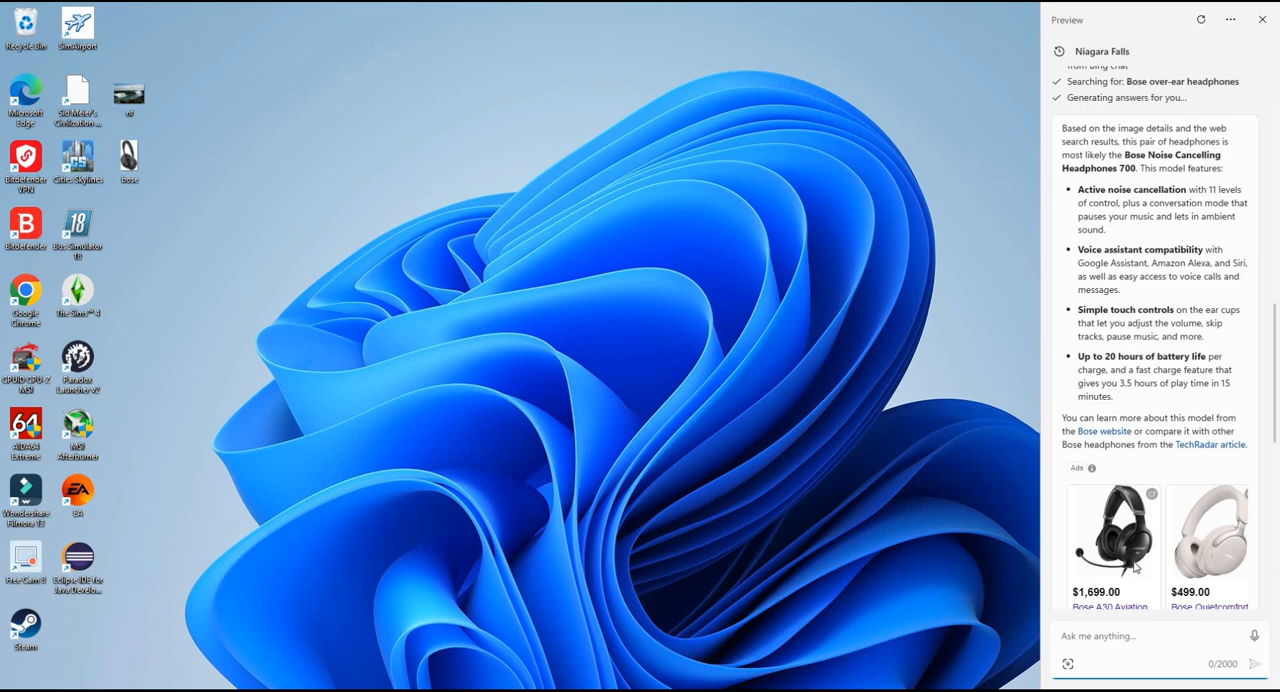 Recycle Bin
SimAirport
Microsoft
Edge
Sid Meier's
Civilization ...
nf
Bitdefender
VPN
Cities Skylines
bose
Bitdefender
Bus Simulator
18
Google
Chrome
The Sims™ 4
CPUID CPU-Z
MSI
Paradox
Launcher v2
AIDA64
Extreme
MSI
Afterburner
Wondershare
Filmora 13
EA
Free Cam 8
Eclipse IDE for
Java Develo...
Steam
Preview
Niagara Falls
from Bing chat
Searching for: Bose over-ear headphones
Generating answers for you...
Based on the image details and the web
search results, this pair of headphones is
most likely the Bose Noise Cancelling
Headphones 700. This model features:
Active noise cancellation with 11 levels
of control, plus a conversation mode that
pauses your music and lets in ambient
sound.
Voice assistant compatibility with
Google Assistant, Amazon Alexa, and Siri,
as well as easy access to voice calls and
messages.
Simple touch controls on the ear cups
that let you adjust the volume, skip
tracks, pause music, and more.
Up to 20 hours of battery life per
charge, and a fast charge feature that
gives you 3.5 hours of play time in 15
minutes.
You can learn more about this model from
the Bose website or compare it with other
Bose headphones from the TechRadar article.
Ads
$1,699.00
$499.00
Bose A30 Aviation
Bose Quietcomfort
Ask me anything...
0/2000